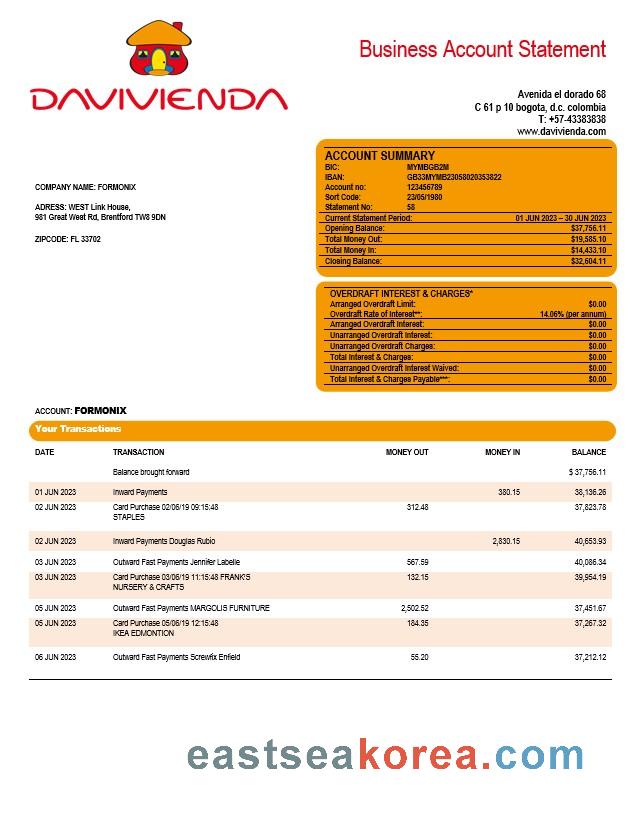 DAVIVIENDA
Business Account Statement
Avenida el dorado 68
C 61 p 10 bogota, d.c. colombia
T: +57-43383838
www.davivienda.com
COMPANY NAME: FORMONIX
ADRESS: WEST Link House,
981 Great West Rd, Brentford TW8 9DN
ZIPCODE: FL 33702
ACCOUNT SUMMARY
BIC: MYMBGB2M
IBAN: GB33MYMB23058020353822
Account no: 123456789
Sort Code: 23/05/1980
Statement No: 58
Current Statement Period: 01 JUN 2023 – 30 JUN 2023
Opening Balance: $37,756.11
Total Money Out: $19,585.10
Total Money In: $14,433.10
Closing Balance: $32,604.11
OVERDRAFT INTEREST & CHARGES*
Arranged Overdraft Limit: $0.00
Overdraft Rate of Interest**: 14.06% (per annum)
Arranged Overdraft Interest: $0.00
Unarranged Overdraft Interest: $0.00
Unarranged Overdraft Charges: $0.00
Total Interest & Charges: $0.00
Unarranged Overdraft Interest Waived: $0.00
Total Interest & Charges Payable***: $0.00
ACCOUNT: FORMONIX
Your Transactions
DATE TRANSACTION MONEY OUT MONEY IN BALANCE
Balance brought forward $ 37,756.11
01 JUN 2023 Inward Payments 380.15 38,136.26
02 JUN 2023 Card Purchase 02/06/19 09:15:48 312.48 37,823.78
STAPLES
02 JUN 2023 Inward Payments Douglas Rubio 2,830.15 40,653.93
03 JUN 2023 Outward Fast Payments Jennifer Labelle 567.59 40,086.34
03 JUN 2023 Card Purchase 03/06/19 11:15:48 FRANK'S 132.15 39,954.19
NURSERY & CRAFTS
05 JUN 2023 Outward Fast Payments MARGOLIS FURNITURE 2,502.52 37,451.67
05 JUN 2023 Card Purchase 05/06/19 12:15:48 184.35 37,267.32
IKEA EDMONTION
06 JUN 2023 Outward Fast Payments Screwfix Enfield 55.20 37,212.12
eastseakorea.com